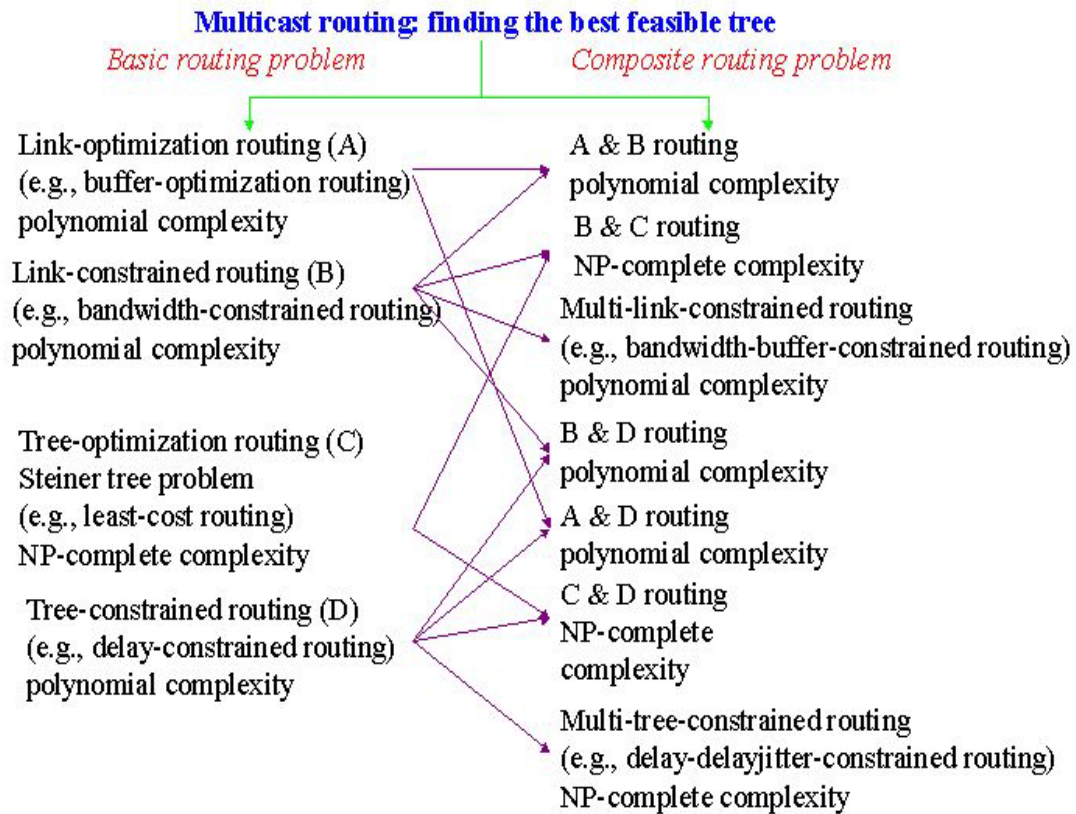 Multicast routing: finding the best feasible tree
Basic routing problem
Link-optimization routing (A)
(e.g., buffer-optimization routing)
polynomial complexity
Link-constrained routing (B)
(e.g., bandwidth-constrained routing)
polynomial complexity
Tree-optimization routing (C)
Steiner tree problem
(e.g., least-cost routing)
NP-complete complexity
Tree-constrained routing (D)
(e.g., delay-constrained routing)
polynomial complexity
Composite routing problem
A & B routing
polynomial complexity
B & C routing
NP-complete complexity
Multi-link-constrained routing
(e.g., bandwidth-buffer-constrained routing)
polynomial complexity
B & D routing
polynomial complexity
A & D routing
polynomial complexity
C & D routing
NP-complete
complexity
Multi-tree-constrained routing
(e.g., delay-delayjitter-constrained routing)
NP-complete complexity